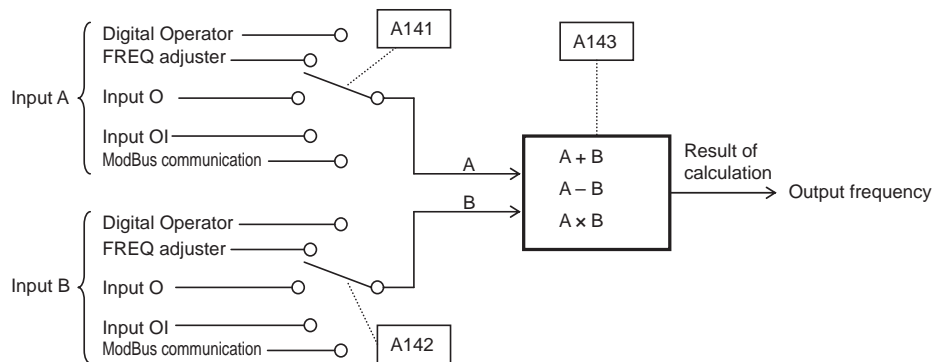 Digital Operator
FREQ adjuster
Input A
Input O
Input OI
ModBus communication
A141
A
A143
A + B
A – B
A × B
Result of
calculation
Output frequency
Digital Operator
FREQ adjuster
Input B
Input O
Input OI
ModBus communication
B
A142